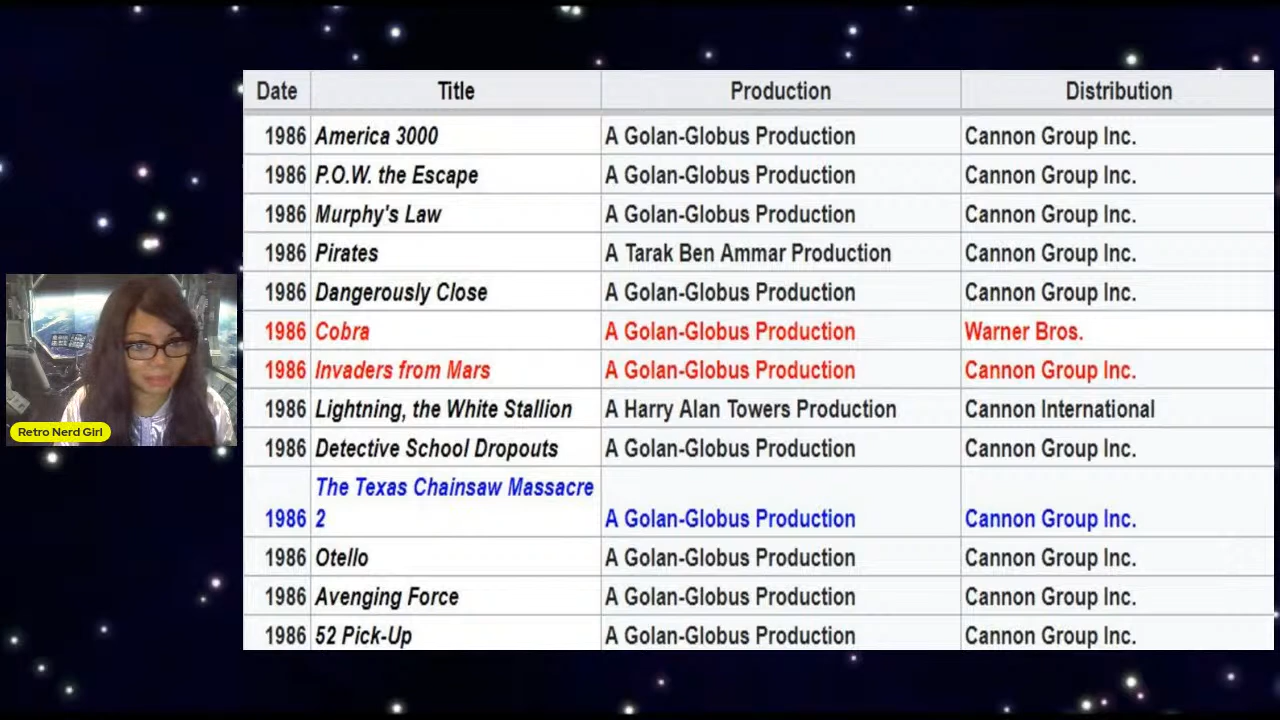 Date Title Production Distribution
1986 America 3000 A Golan-Globus Production Cannon Group Inc.
1986 P.O.W. the Escape A Golan-Globus Production Cannon Group Inc.
1986 Murphy's Law A Golan-Globus Production Cannon Group Inc.
1986 Pirates A Tarak Ben Ammar Production Cannon Group Inc.
1986 Dangerously Close A Golan-Globus Production Cannon Group Inc.
1986 Cobra A Golan-Globus Production Warner Bros.
1986 Invaders from Mars A Golan-Globus Production Cannon Group Inc.
1986 Lightning, the White Stallion A Harry Alan Towers Production Cannon International
1986 Detective School Dropouts A Golan-Globus Production Cannon Group Inc.
The Texas Chainsaw Massacre
1986 2 A Golan-Globus Production Cannon Group Inc.
1986 Otello A Golan-Globus Production Cannon Group Inc.
1986 Avenging Force A Golan-Globus Production Cannon Group Inc.
1986 52 Pick-Up A Golan-Globus Production Cannon Group Inc.
Retro Nerd Girl